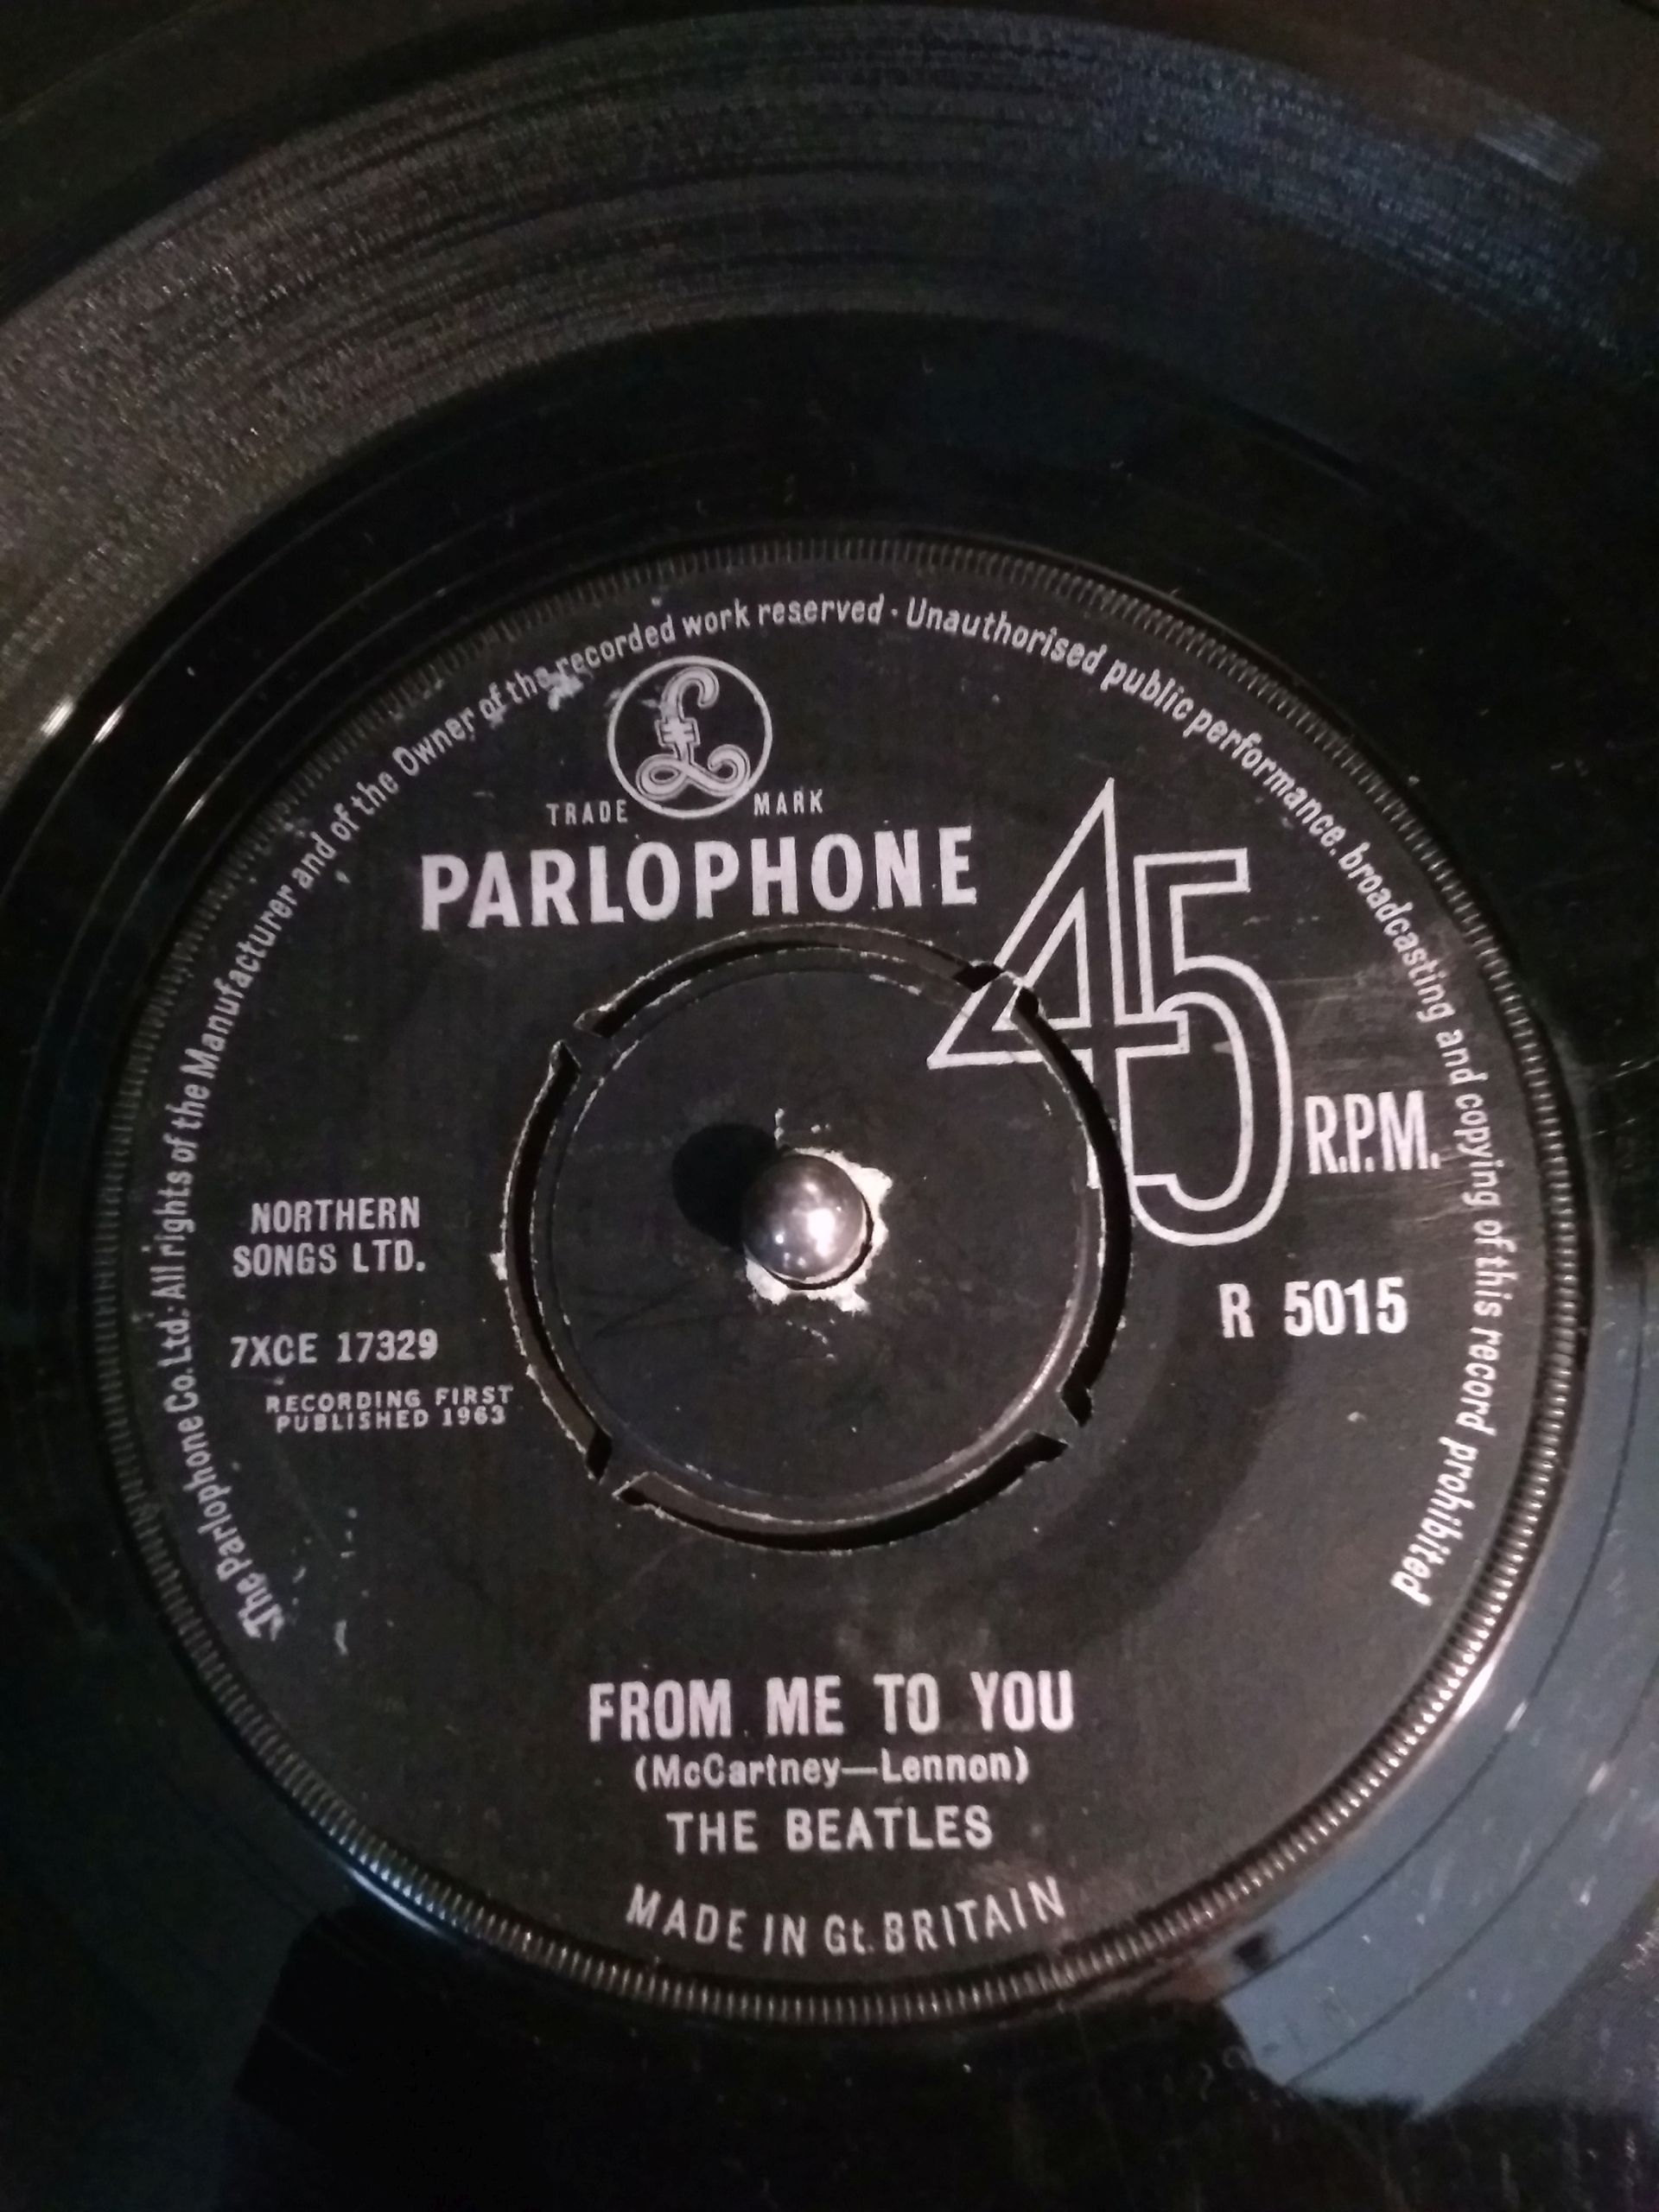 The Parlophone Co.Ltd. All rights of the Manufacturer and of the Owner of the recorded work reserved · Unauthorised public performance. broadcasting and copying of this record prohibited
£
TRADE MARK
PARLOPHONE
45
R.P.M.
NORTHERN
SONGS LTD.
R 5015
7XCE 17329
RECORDING FIRST
PUBLISHED 1963
FROM ME TO YOU
(McCartney—Lennon)
THE BEATLES
MADE IN Gt. BRITAIN